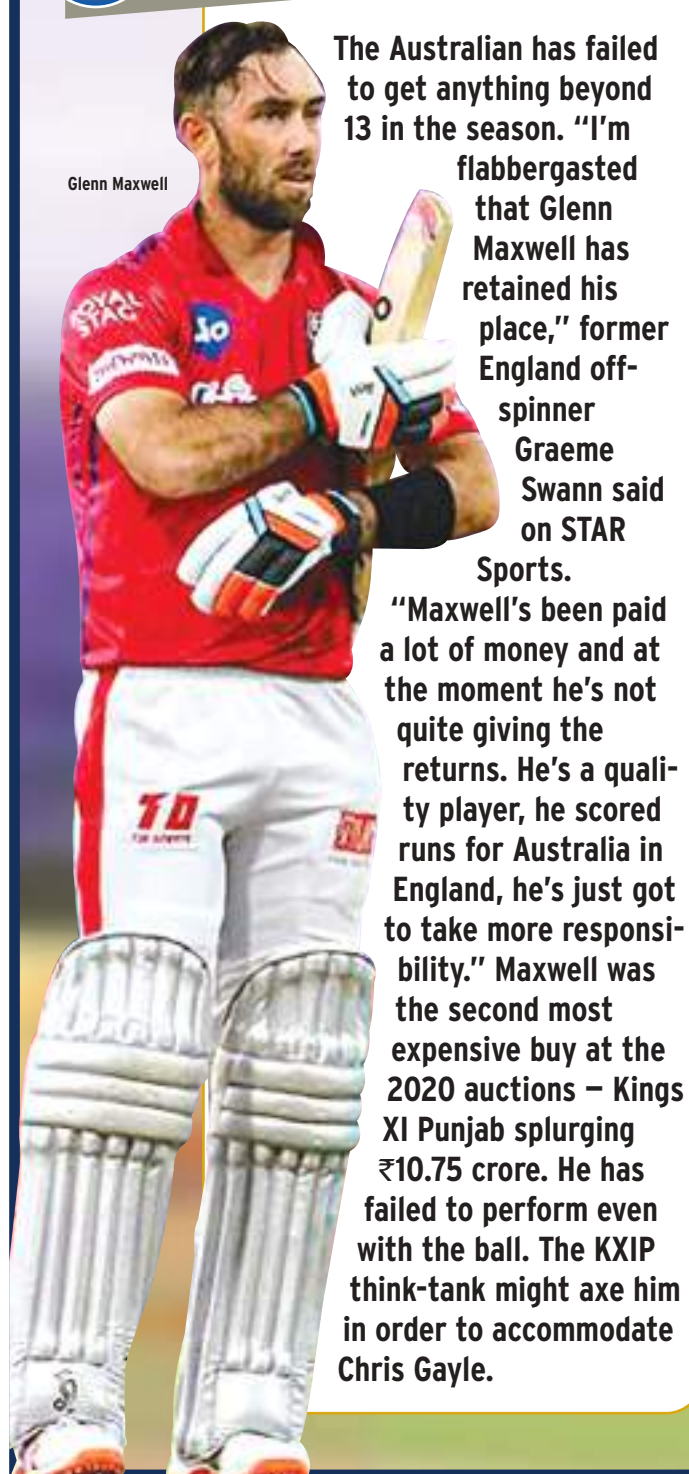 Glenn Maxwell
The Australian has failed
to get anything beyond
13 in the season. “I’m
flabbergasted
that Glenn
Maxwell has
retained his
place,” former
England off-
spinner
Graeme
Swann said
on STAR
Sports.
“Maxwell’s been paid
a lot of money and at
the moment he’s not
quite giving the
returns. He’s a quali-
ty player, he scored
runs for Australia in
England, he’s just got
to take more responsi-
bility.” Maxwell was
the second most
expensive buy at the
2020 auctions — Kings
XI Punjab splurging
₹10.75 crore. He has
failed to perform even
with the ball. The KXIP
think-tank might axe him
in order to accommodate
Chris Gayle.
ROYAL
STAG
Jio
T10